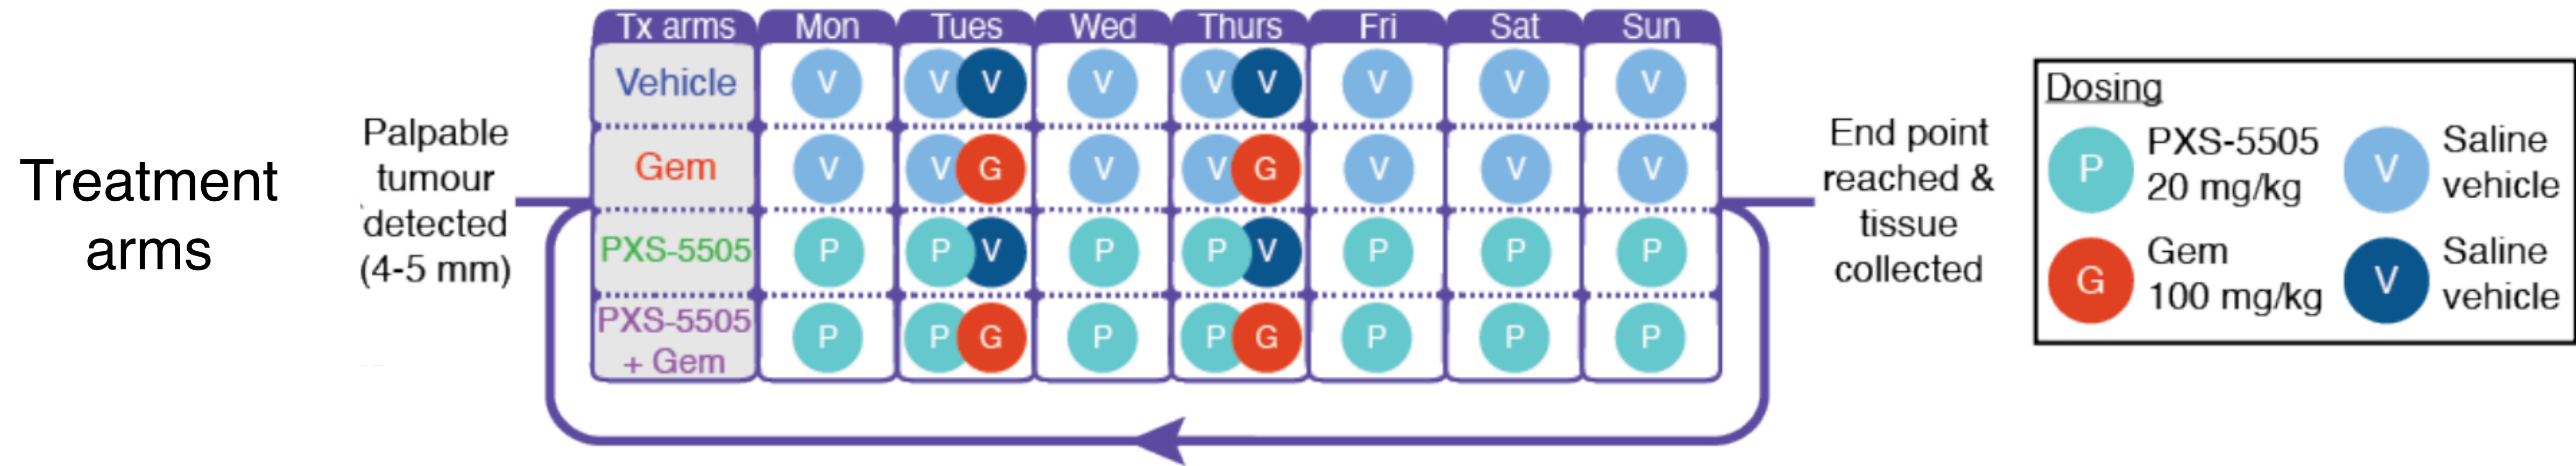 Treatment
arms
Palpable
tumour
detected
(4-5 mm)
Tx arms Mon Tues Wed Thurs Fri Sat Sun
Vehicle V V V V V V V V V
Gem V V G V V G V V V
PXS-5505 P P V P P V P P P
PXS-5505
+ Gem P P G P P G P P P
End point
reached &
tissue
collected
Dosing
P PXS-5505
20 mg/kg
V Saline
vehicle
G Gem
100 mg/kg
V Saline
vehicle